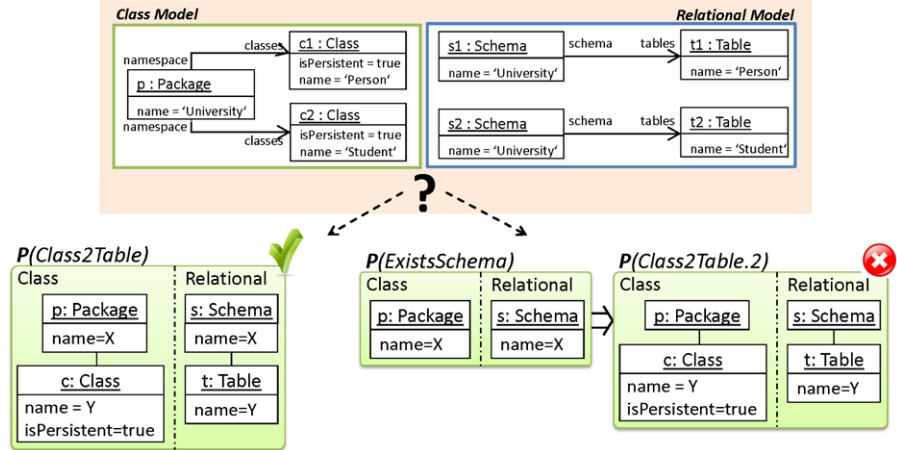 Class Model
Relational Model
namespace
classes
c1 : Class
isPersistent = true
name = ‘Person‘
p : Package
name = ‘University‘
namespace
classes
c2 : Class
isPersistent = true
name = ‘Student‘
s1 : Schema
name = ‘University‘
schema
tables
t1 : Table
name = ‘Person‘
s2 : Schema
name = ‘University‘
schema
tables
t2 : Table
name = ‘Student‘
?
P(Class2Table)
Class
Relational
p: Package
name=X
s: Schema
name=X
c: Class
name = Y
isPersistent=true
t: Table
name=Y
P(ExistsSchema)
Class
Relational
p: Package
name=X
s: Schema
name=X
P(Class2Table.2)
Class
Relational
p: Package
s: Schema
c: Class
name = Y
isPersistent=true
t: Table
name=Y